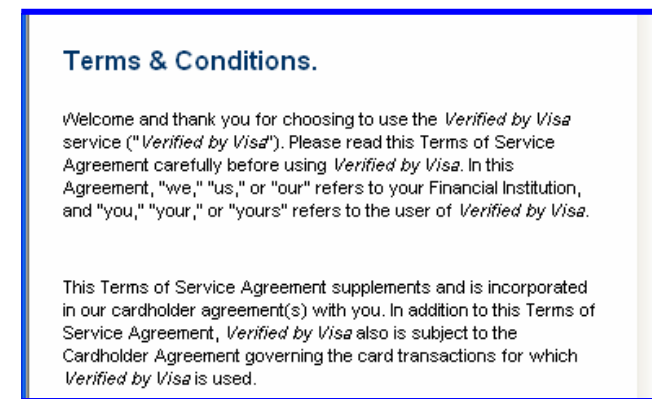 Terms & Conditions.
Welcome and thank you for choosing to use the Verified by Visa
service ("Verified by Visa"). Please read this Terms of Service
Agreement carefully before using Verified by Visa. In this
Agreement, "we," "us," or "our" refers to your Financial Institution,
and "you," "your," or "yours" refers to the user of Verified by Visa.
This Terms of Service Agreement supplements and is incorporated
in our cardholder agreement(s) with you. In addition to this Terms of
Service Agreement, Verified by Visa also is subject to the
Cardholder Agreement governing the card transactions for which
Verified by Visa is used.